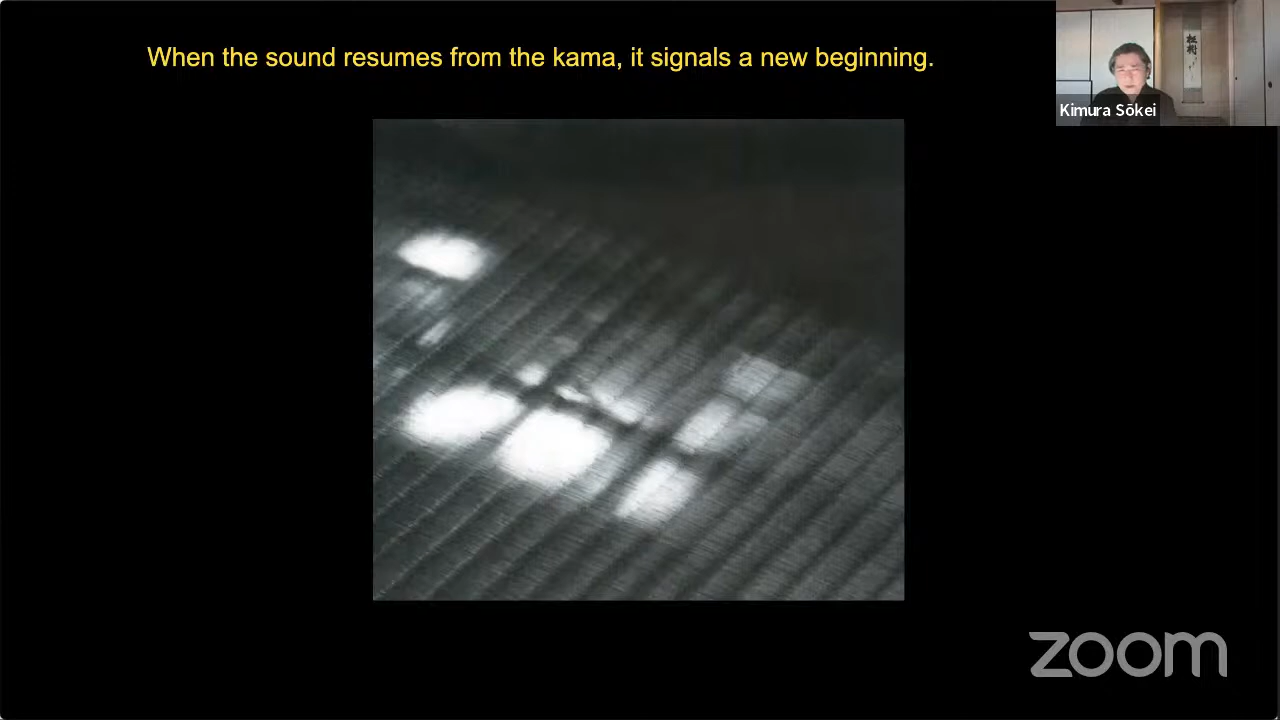 When the sound resumes from the kama, it signals a new beginning.
Kimura Sōkei
zoom